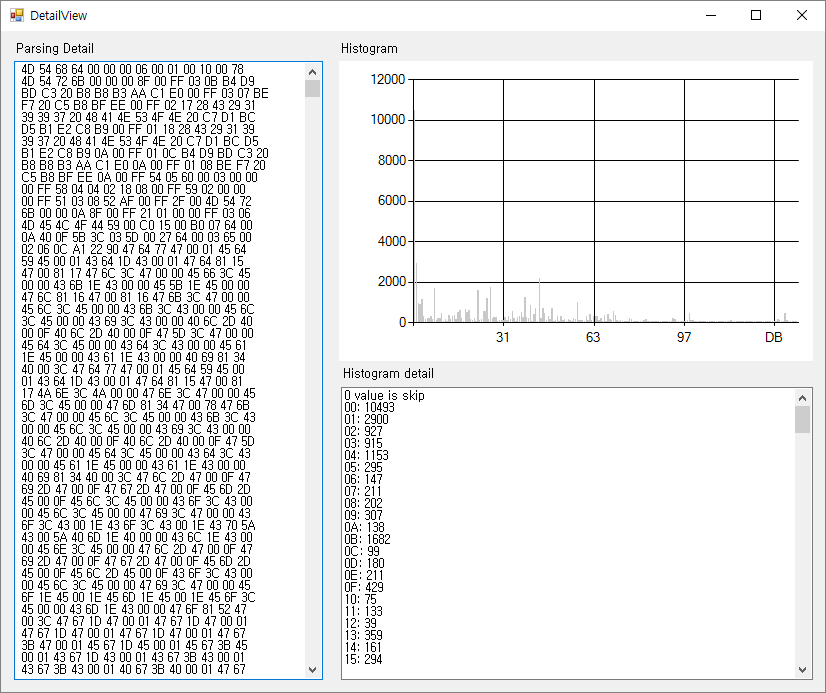 DetailView
Parsing Detail
4D 54 68 64 00 00 00 06 00 01 00 10 00 78
4D 54 72 6B 00 00 00 8F 00 FF 03 0B B4 D9
BD C3 20 B8 B8 B3 AA C1 E0 00 FF 03 07 BE
F7 20 C5 B8 BF EE 00 FF 02 17 28 43 29 31
39 39 37 20 48 41 4E 53 4F 4E 20 C7 D1 BC
D5 B1 E2 C8 B9 00 FF 01 18 28 43 29 31 39
39 37 20 48 41 4E 53 4F 4E 20 C7 D1 BC D5
B1 E2 C8 B9 0A 00 FF 01 0C B4 D9 BD C3 20
B8 B8 B3 AA C1 E0 0A 00 FF 01 08 BE F7 20
C5 B8 BF EE 0A 00 FF 54 05 60 00 03 00 00
00 FF 58 04 04 02 18 08 00 FF 59 02 00 00
00 FF 51 03 08 52 AF 00 FF 2F 00 4D 54 72
6B 00 00 0A 8F 00 FF 21 01 00 00 FF 03 06
4D 45 4C 4F 44 59 00 C0 15 00 B0 07 64 00
0A 40 0F 5B 3C 03 5D 00 27 64 00 03 65 00
02 06 0C A1 22 90 47 64 77 47 00 01 45 64
59 45 00 01 43 64 1D 43 00 01 47 64 81 15
47 00 81 17 47 6C 3C 47 00 00 45 66 3C 45
00 00 43 6B 1E 43 00 00 45 5B 1E 45 00 00
47 6C 81 16 47 00 81 16 47 6B 3C 47 00 00
45 6C 3C 45 00 00 43 6B 3C 43 00 00 45 6C
3C 45 00 00 43 69 3C 43 00 00 40 6C 2D 40
00 0F 40 6C 2D 40 00 0F 47 5D 3C 47 00 00
45 64 3C 45 00 00 43 64 3C 43 00 00 45 61
1E 45 00 00 43 61 1E 43 00 00 40 69 81 34
40 00 3C 47 64 77 47 00 01 45 64 59 45 00
01 43 64 1D 43 00 01 47 64 81 15 47 00 81
17 4A 6E 3C 4A 00 00 47 6E 3C 47 00 00 45
6D 3C 45 00 00 47 6D 81 34 47 00 78 47 6B
3C 47 00 00 45 6C 3C 45 00 00 43 6B 3C 43
00 00 45 6C 3C 45 00 00 43 69 3C 43 00 00
40 6C 2D 40 00 0F 40 6C 2D 40 00 0F 47 5D
3C 47 00 00 45 64 3C 45 00 00 43 64 3C 43
00 00 45 61 1E 45 00 00 43 61 1E 43 00 00
40 69 81 34 40 00 3C 47 6C 2D 47 00 0F 47
69 2D 47 00 0F 47 67 2D 47 00 0F 45 6D 2D
45 00 0F 45 6C 3C 45 00 00 43 6F 3C 43 00
00 45 6C 3C 45 00 00 47 69 3C 47 00 00 43
6F 3C 43 00 1E 43 6F 3C 43 00 1E 43 70 5A
43 00 5A 40 6D 1E 40 00 00 43 6C 1E 43 00
00 45 6E 3C 45 00 00 47 6C 2D 47 00 0F 47
69 2D 47 00 0F 47 67 2D 47 00 0F 45 6D 2D
45 00 0F 45 6C 2D 45 00 0F 43 6F 3C 43 00
00 45 6C 3C 45 00 00 47 69 3C 47 00 00 45
6F 1E 45 00 1E 45 6D 1E 45 00 1E 45 6F 3C
45 00 00 43 6D 1E 43 00 00 47 6F 81 52 47
00 3C 47 67 1D 47 00 01 47 67 1D 47 00 01
47 67 1D 47 00 01 47 67 1D 47 00 01 47 67
3B 47 00 01 45 67 1D 45 00 01 45 67 3B 45
00 01 43 67 1D 43 00 01 43 67 3B 43 00 01
43 67 3B 43 00 01 40 67 3B 40 00 01 47 67
Histogram
12000
10000
8000
6000
4000
2000
0
31 63 97 DB
Histogram detail
0 value is skip
00: 10493
01: 2900
02: 927
03: 915
04: 1153
05: 295
06: 147
07: 211
08: 202
09: 307
0A: 138
0B: 1682
0C: 99
0D: 180
0E: 211
0F: 429
10: 75
11: 133
12: 39
13: 359
14: 161
15: 294